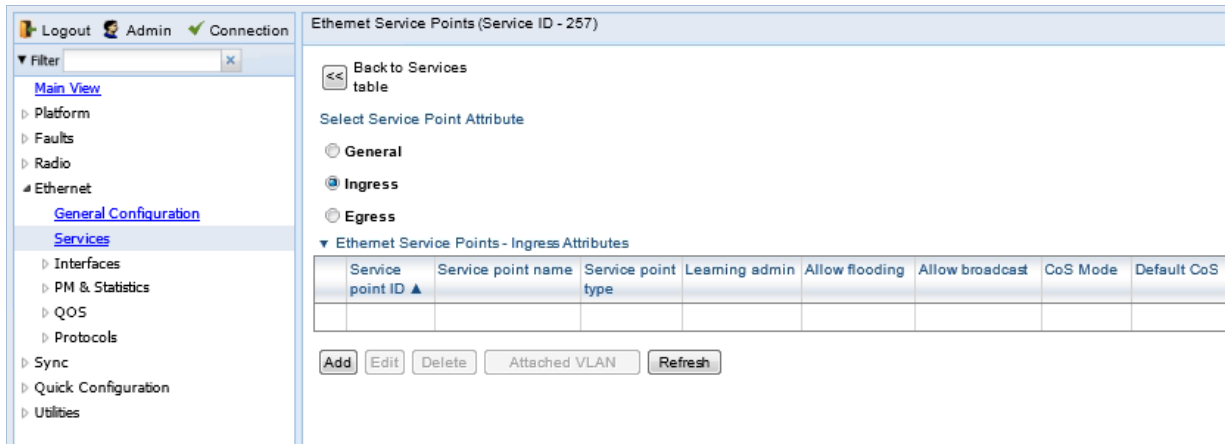 Logout Admin Connection
Filter
Main View
Platform
Faults
Radio
Ethernet
General Configuration
Services
Interfaces
PM & Statistics
QOS
Protocols
Sync
Quick Configuration
Utilities
Ethernet Service Points (Service ID - 257)
<< Back to Services
table
Select Service Point Attribute
General
Ingress
Egress
Ethernet Service Points - Ingress Attributes
Service point ID ▲ Service point name Service point type Learning admin Allow flooding Allow broadcast CoS Mode Default CoS
Add Edit Delete Attached VLAN Refresh